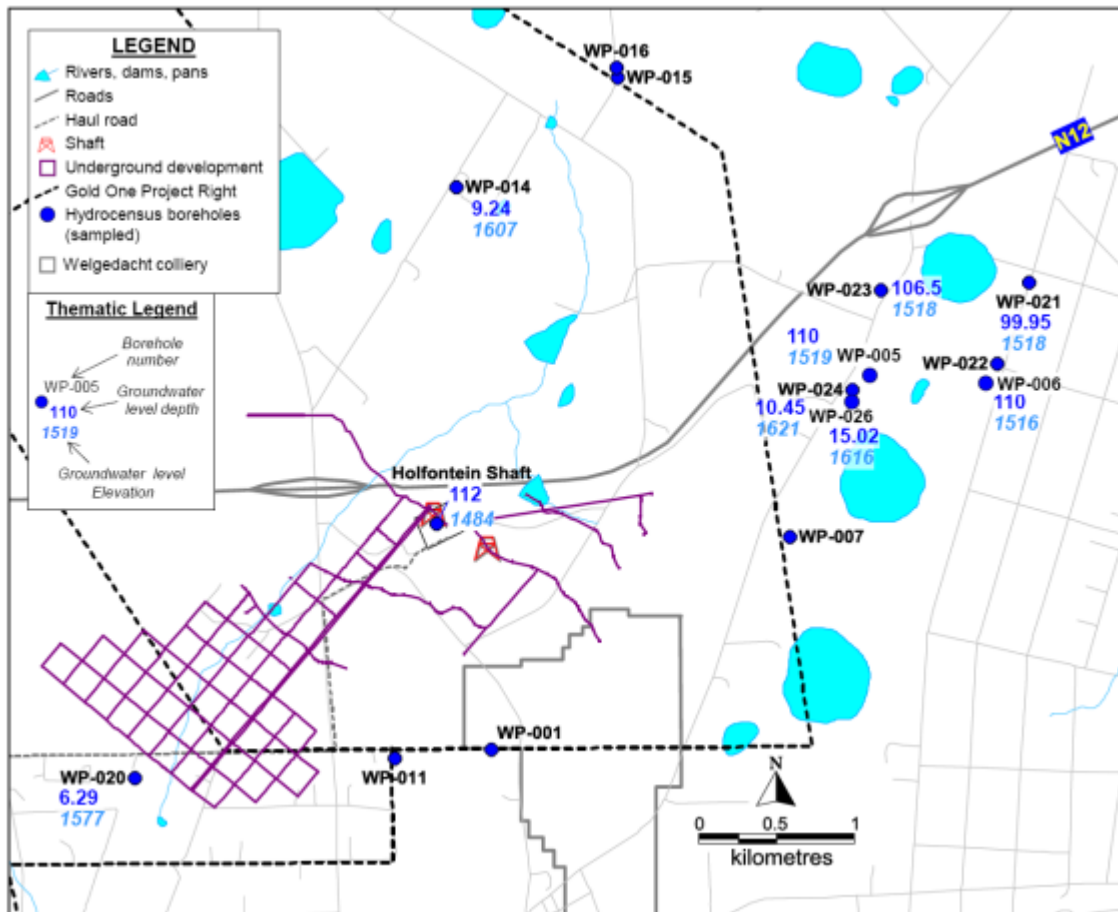 LEGEND
Rivers, dams, pans
Roads
Haul road
Shaft
Underground development
Gold One Project Right
Hydrocensus boreholes
(sampled)
Welgedacht colliery
Thematic Legend
Borehole
number
WP-005
Groundwater
level depth
110
1519
Groundwater level
Elevation
WP-016
WP-015
N12
WP-014
9.24
1607
WP-023
106.5
1518
WP-021
99.95
1518
110
1519
WP-005
WP-022
WP-006
110
1516
WP-024
10.45
1621
WP-026
15.02
1616
Holfontein Shaft
112
1484
WP-007
WP-001
WP-011
WP-020
6.29
1577
N
0 0.5 1
kilometres